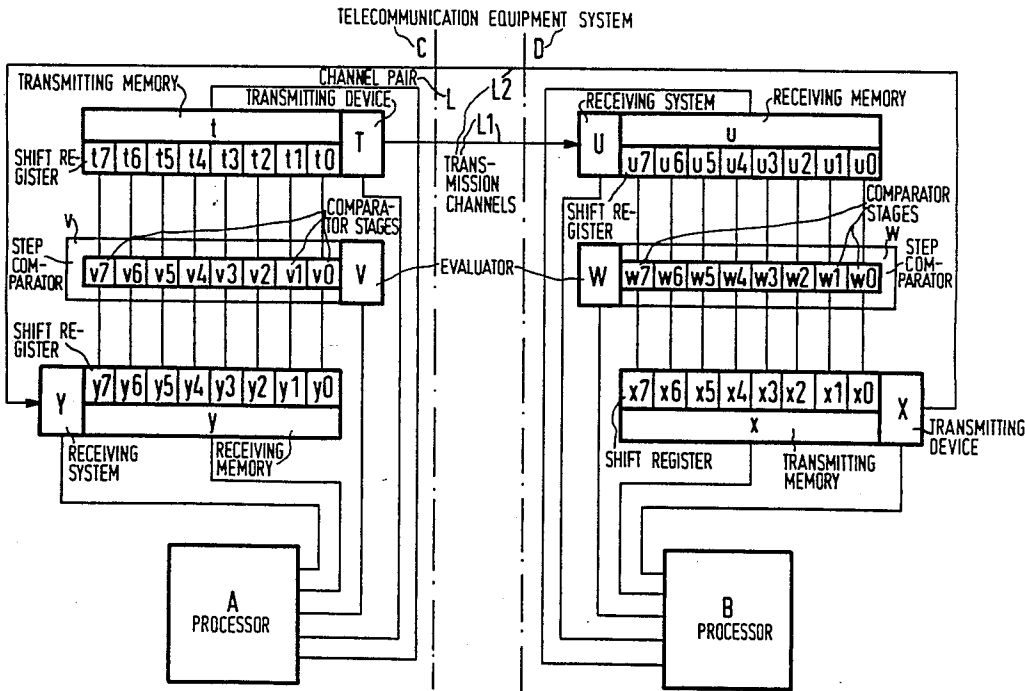 TELECOMMUNICATION EQUIPMENT SYSTEM
C
D
CHANNEL PAIR
L
L2
L1
TRANSMITTING MEMORY
TRANSMITTING DEVICE
t
T
SHIFT RE-
GISTER
t7 t6 t5 t4 t3 t2 t1 t0
TRANS-
MISSION
CHANNELS
RECEIVING SYSTEM
RECEIVING MEMORY
U
u
u7 u6 u5 u4 u3 u2 u1 u0
SHIFT RE-
GISTER
COMPARATOR
STAGES
v
COMPARA-
TOR STAGES
STEP
COM-
PARATOR
v7 v6 v5 v4 v3 v2 v1 v0
V
EVALUATOR
W
w7 w6 w5 w4 w3 w2 w1 w0
w
STEP
COM-
PARATOR
SHIFT RE-
GISTER
Y
y7 y6 y5 y4 y3 y2 y1 y0
y
RECEIVING
SYSTEM
RECEIVING
MEMORY
x7 x6 x5 x4 x3 x2 x1 x0
x
X
SHIFT REGISTER
TRANSMITTING
MEMORY
TRANSMITTING
DEVICE
A
PROCESSOR
B
PROCESSOR